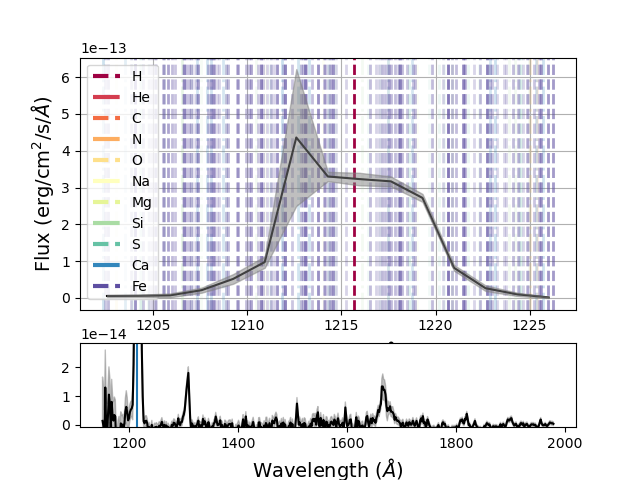 1e−13
Flux (erg/cm²/s/Å)
6
5
4
3
2
1
0
H
He
C
N
O
Na
Mg
Si
S
Ca
Fe
1205 1210 1215 1220 1225
1e−14
2
1
0
1200 1400 1600 1800 2000
Wavelength (Å)